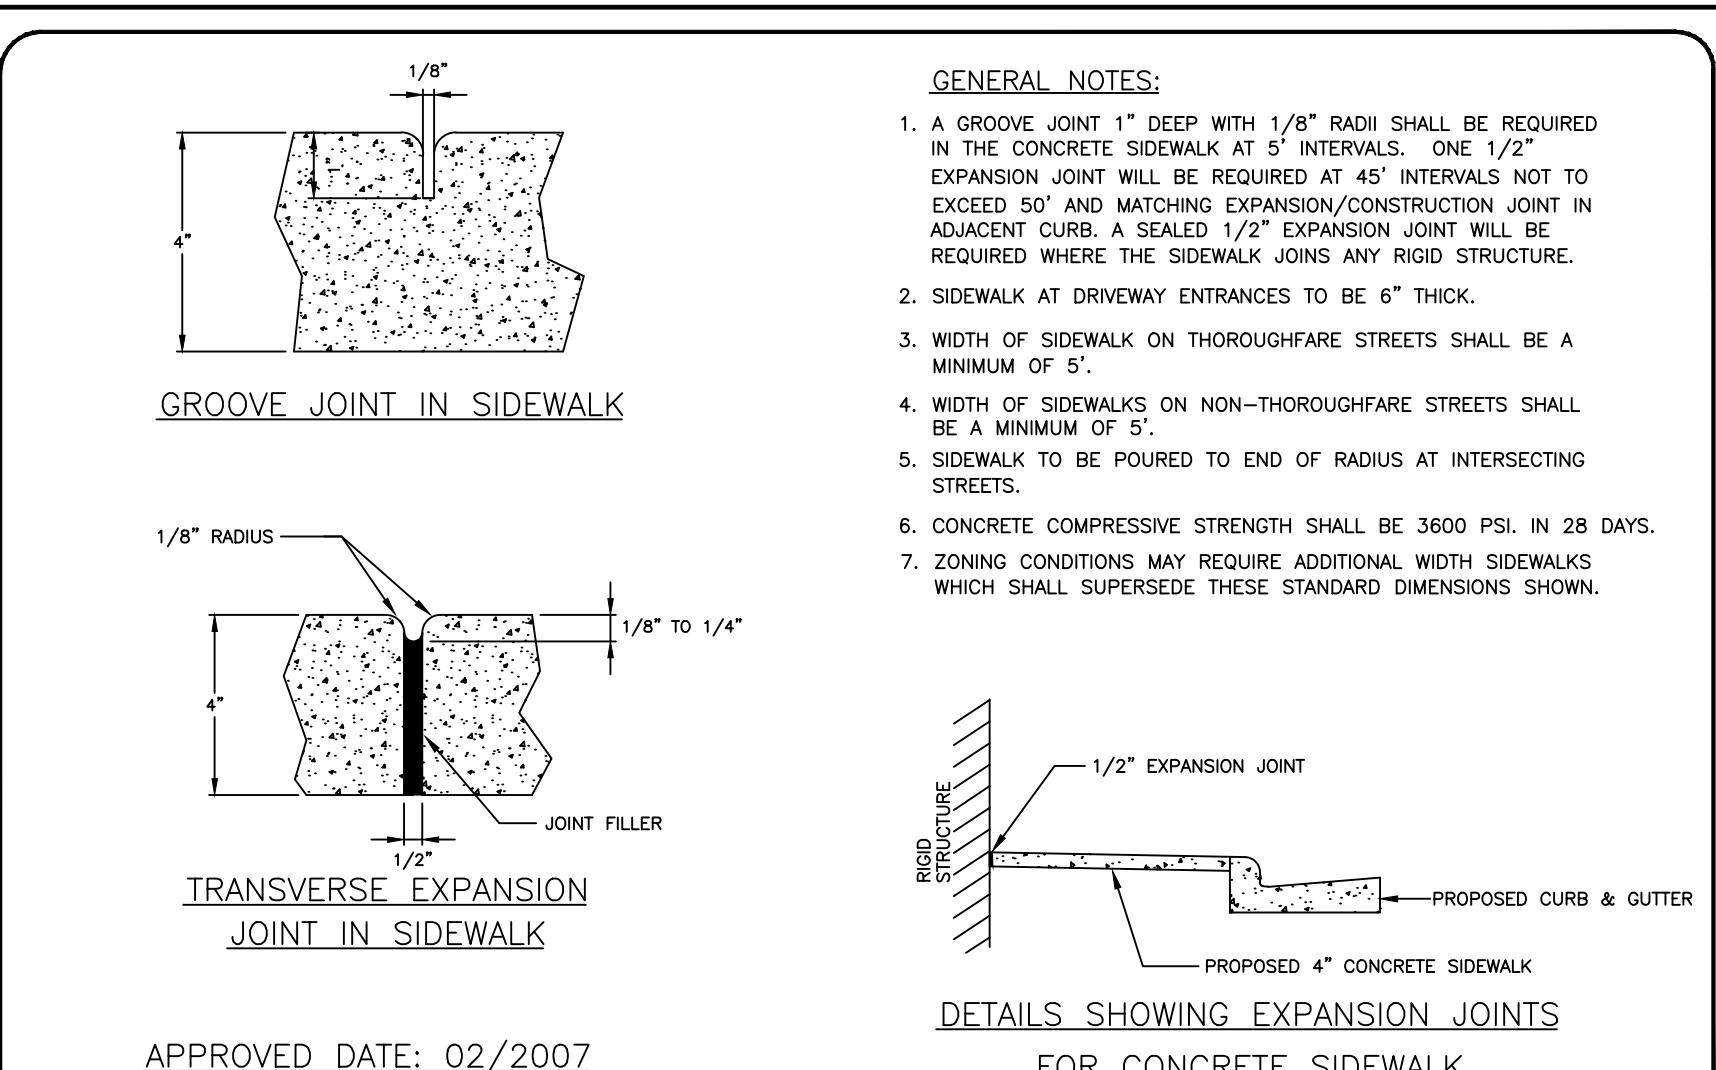 1/8"
1"
4"
GROOVE JOINT IN SIDEWALK
1/8" RADIUS
1/8" TO 1/4"
4"
JOINT FILLER
1/2"
TRANSVERSE EXPANSION
JOINT IN SIDEWALK
APPROVED DATE: 02/2007
GENERAL NOTES:
1. A GROOVE JOINT 1" DEEP WITH 1/8" RADII SHALL BE REQUIRED
IN THE CONCRETE SIDEWALK AT 5' INTERVALS. ONE 1/2"
EXPANSION JOINT WILL BE REQUIRED AT 45' INTERVALS NOT TO
EXCEED 50' AND MATCHING EXPANSION/CONSTRUCTION JOINT IN
ADJACENT CURB. A SEALED 1/2" EXPANSION JOINT WILL BE
REQUIRED WHERE THE SIDEWALK JOINS ANY RIGID STRUCTURE.
2. SIDEWALK AT DRIVEWAY ENTRANCES TO BE 6" THICK.
3. WIDTH OF SIDEWALK ON THOROUGHFARE STREETS SHALL BE A
MINIMUM OF 5'.
4. WIDTH OF SIDEWALKS ON NON-THOROUGHFARE STREETS SHALL
BE A MINIMUM OF 5'.
5. SIDEWALK TO BE POURED TO END OF RADIUS AT INTERSECTING
STREETS.
6. CONCRETE COMPRESSIVE STRENGTH SHALL BE 3600 PSI. IN 28 DAYS.
7. ZONING CONDITIONS MAY REQUIRE ADDITIONAL WIDTH SIDEWALKS
WHICH SHALL SUPERSEDE THESE STANDARD DIMENSIONS SHOWN.
1/2" EXPANSION JOINT
RIGID
STRUCTURE
PROPOSED CURB & GUTTER
PROPOSED 4" CONCRETE SIDEWALK
DETAILS SHOWING EXPANSION JOINTS
FOR CONCRETE SIDEWALK